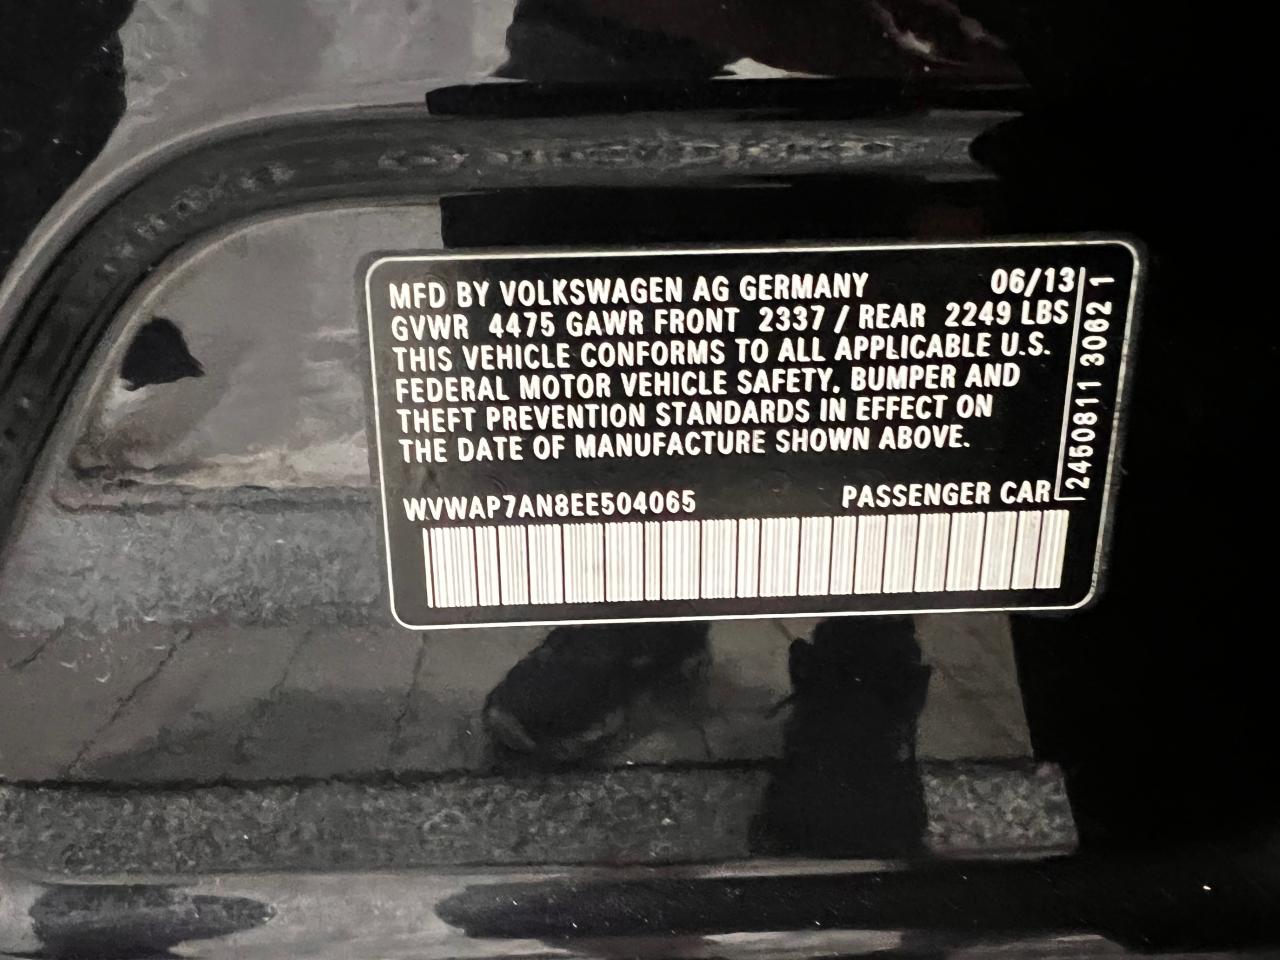 MFD BY VOLKSWAGEN AG GERMANY 06/13
GVWR 4475 GAWR FRONT 2337 / REAR 2249 LBS
THIS VEHICLE CONFORMS TO ALL APPLICABLE U.S.
FEDERAL MOTOR VEHICLE SAFETY, BUMPER AND
THEFT PREVENTION STANDARDS IN EFFECT ON
THE DATE OF MANUFACTURE SHOWN ABOVE.
WVWAP7AN8EE504065 PASSENGER CAR
2450811 3062 1